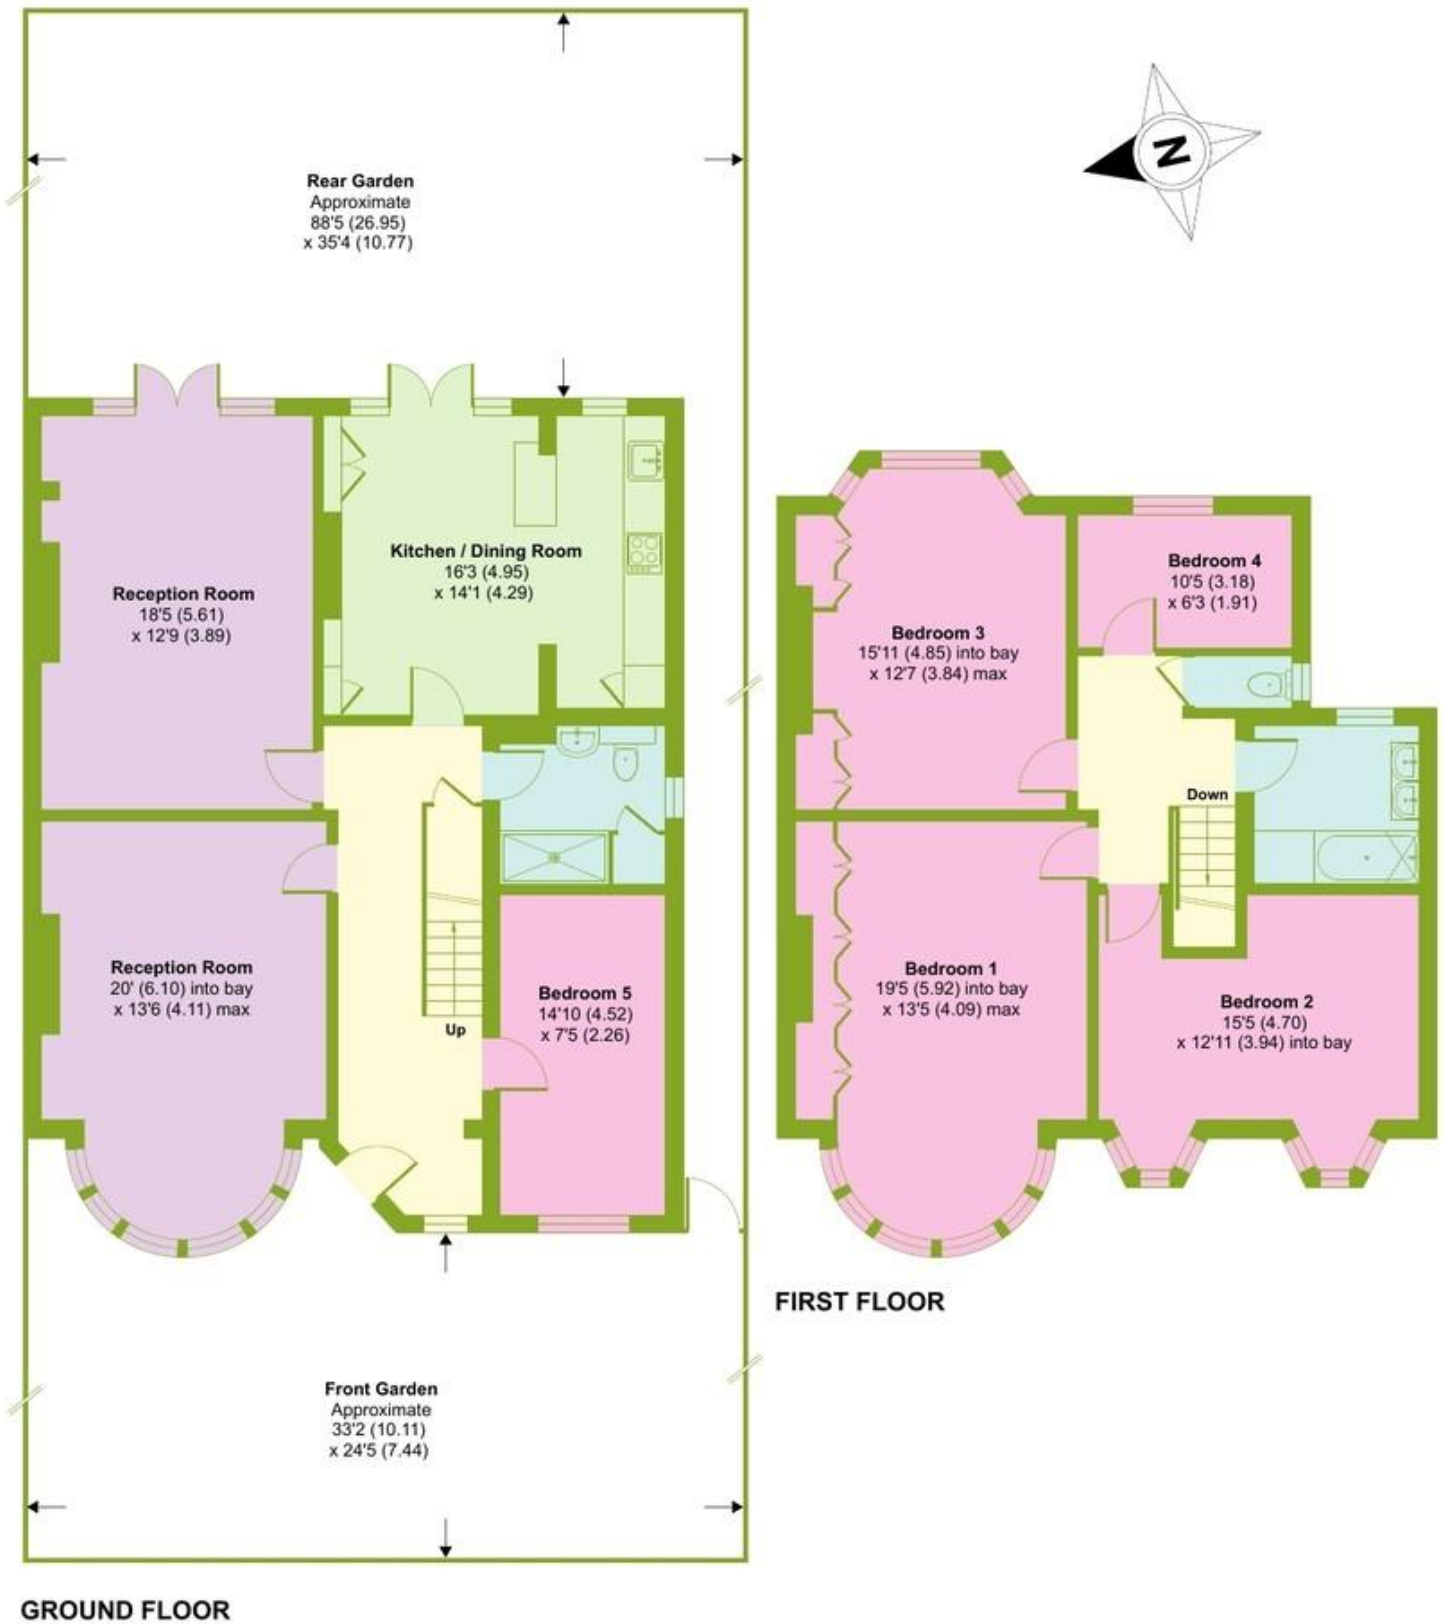 Rear Garden
Approximate
88'5 (26.95)
x 35'4 (10.77)
N
Reception Room
18'5 (5.61)
x 12'9 (3.89)
Kitchen / Dining Room
16'3 (4.95)
x 14'1 (4.29)
Reception Room
20' (6.10) into bay
x 13'6 (4.11) max
Up
Bedroom 5
14'10 (4.52)
x 7'5 (2.26)
Front Garden
Approximate
33'2 (10.11)
x 24'5 (7.44)
GROUND FLOOR
Bedroom 4
10'5 (3.18)
x 6'3 (1.91)
Bedroom 3
15'11 (4.85) into bay
x 12'7 (3.84) max
Down
Bedroom 1
19'5 (5.92) into bay
x 13'5 (4.09) max
Bedroom 2
15'5 (4.70)
x 12'11 (3.94) into bay
FIRST FLOOR